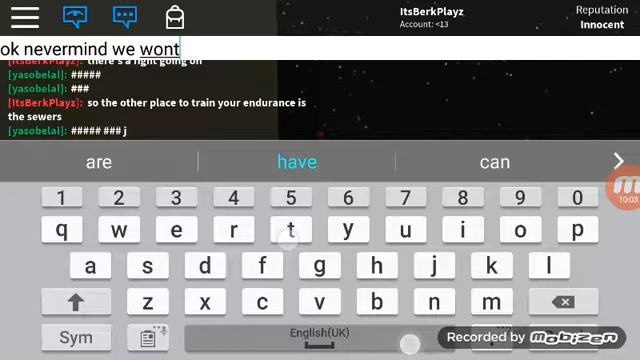 ItsBerkPlayz
Account: <13
Reputation
Innocent
ok nevermind we wont
there's a fight going on
[yasobelal]: #####
[yasobelal]: ###
[ItsBerkPlayz]: so the other place to train your endurance is
the sewers
[yasobelal]: ##### ### j
are have can
1 2 3 4 5 6 7 8 9 0
q w e r t y u i o p
a s d f g h j k l
z x c v b n m
Sym
English(UK)
10:03
Recorded by Mobizen